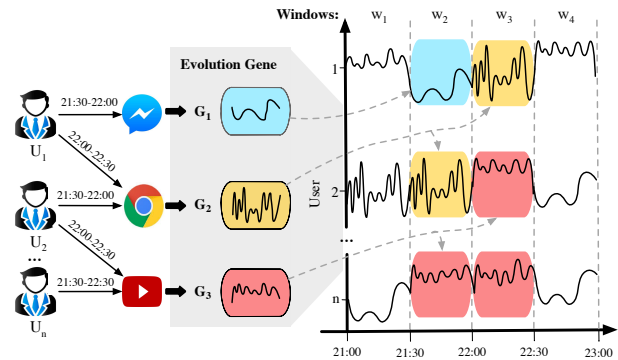 Windows: w1 w2 w3 w4
Evolution Gene
21:30-22:00
U1
22:00-22:30
G1
1
21:30-22:00
U2
22:00-22:30
G2
User
2
...
...
21:30-22:30
Un
G3
n
21:00 21:30 22:00 22:30 23:00